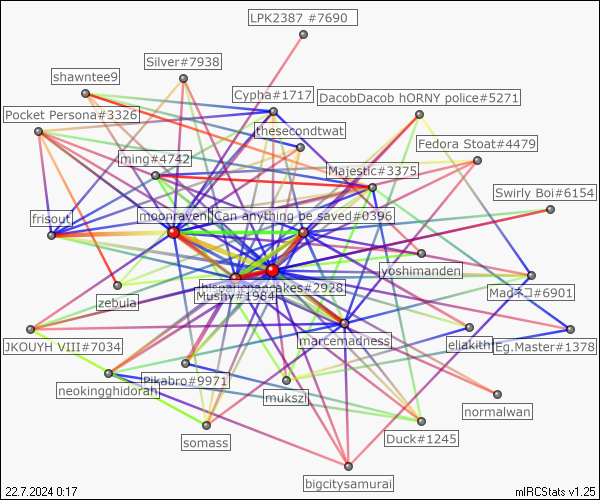 LPK2387 #7690
Silver#7938
shawntee9
Cypha#1717
DacobDacob hORNY police#5271
Pocket Persona#3326
thesecondtwat
Fedora Stoat#4479
ming#4742
Majestic#3375
Swirly Boi#6154
frisout
moonraven
Can anything be saved#0396
yoshimanden
zebula
#2928
Mushy#1984
Madネコ#6901
JKOUYH VIII#7034
marcemadness
eliakith
Eg.Master#1378
neokingghidorah
Pikabro#9971
mukszi
normalwan
somass
Duck#1245
bigcitysamurai
22.7.2024 0:17
mIRCStats v1.25